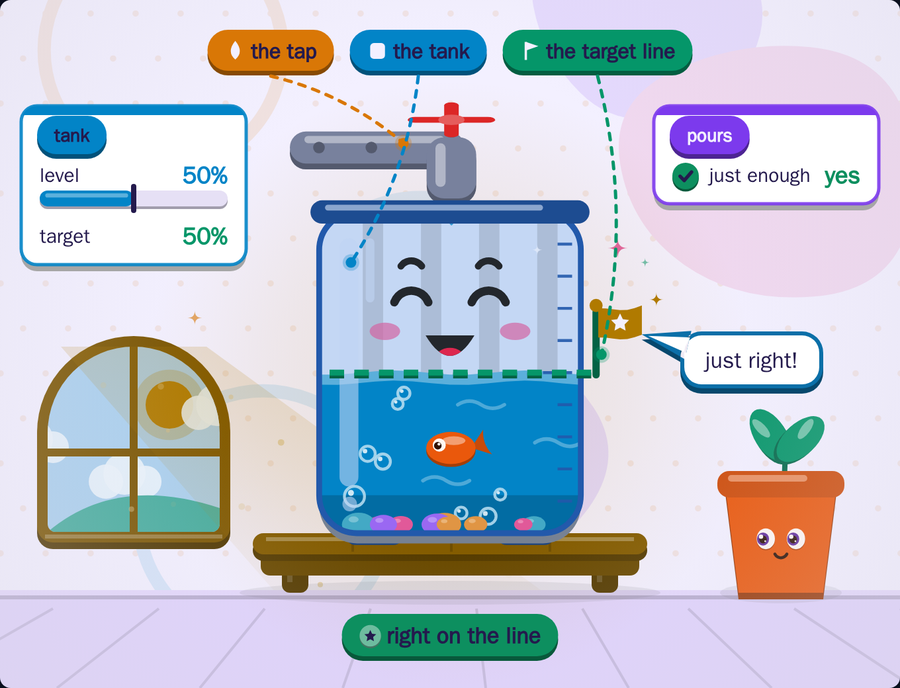 the tap
the tank
the target line
tank
level 50%
target 50%
pours
just enough yes
just right!
right on the line